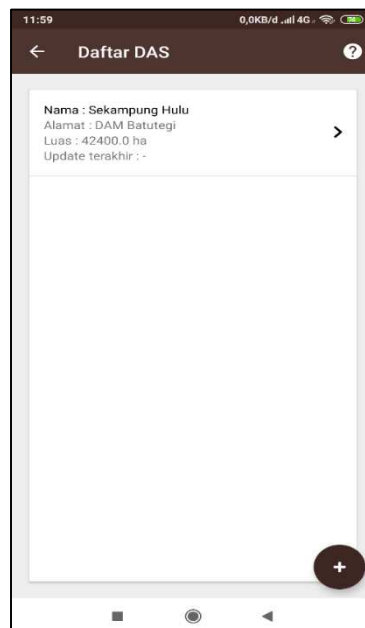 11:59 0,0KB/d 4G
Daftar DAS ?
Nama : Sekampung Hulu
Alamat : DAM Batutegi
Luas : 42400.0 ha
Update terakhir : -
+